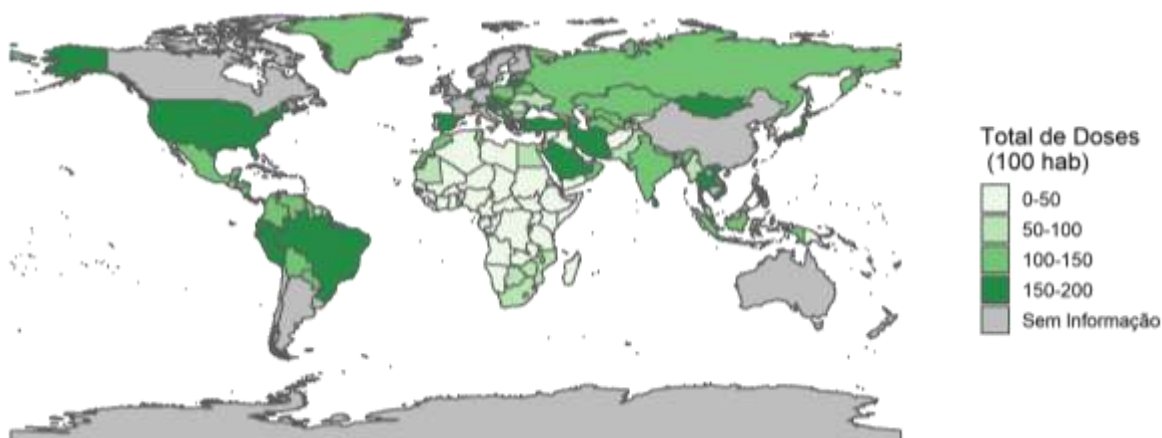 Total de Doses
(100 hab)
0-50
50-100
100-150
150-200
Sem Informação